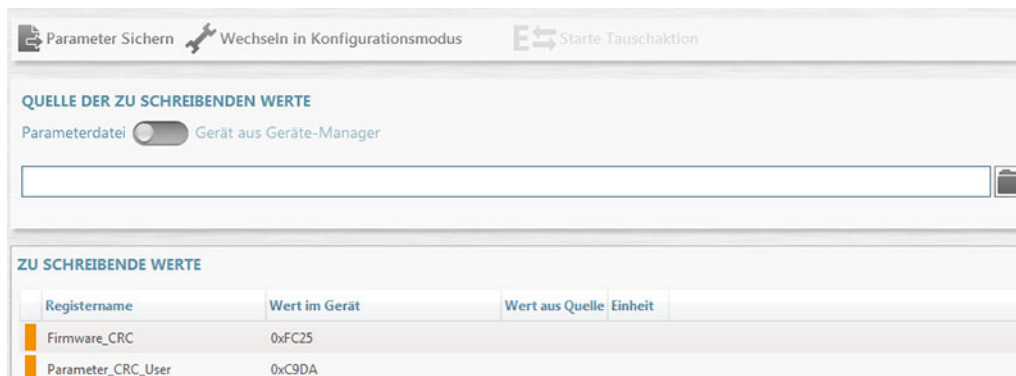 Parameter Sichern Wechseln in Konfigurationsmodus E Starte Tauschaktion
QUELLE DER ZU SCHREIBENDEN WERTE
Parameterdatei Gerät aus Geräte-Manager
ZU SCHREIBENDE WERTE
Registername Wert im Gerät Wert aus Quelle Einheit
Firmware_CRC 0xFC25
Parameter_CRC_User 0xC9DA